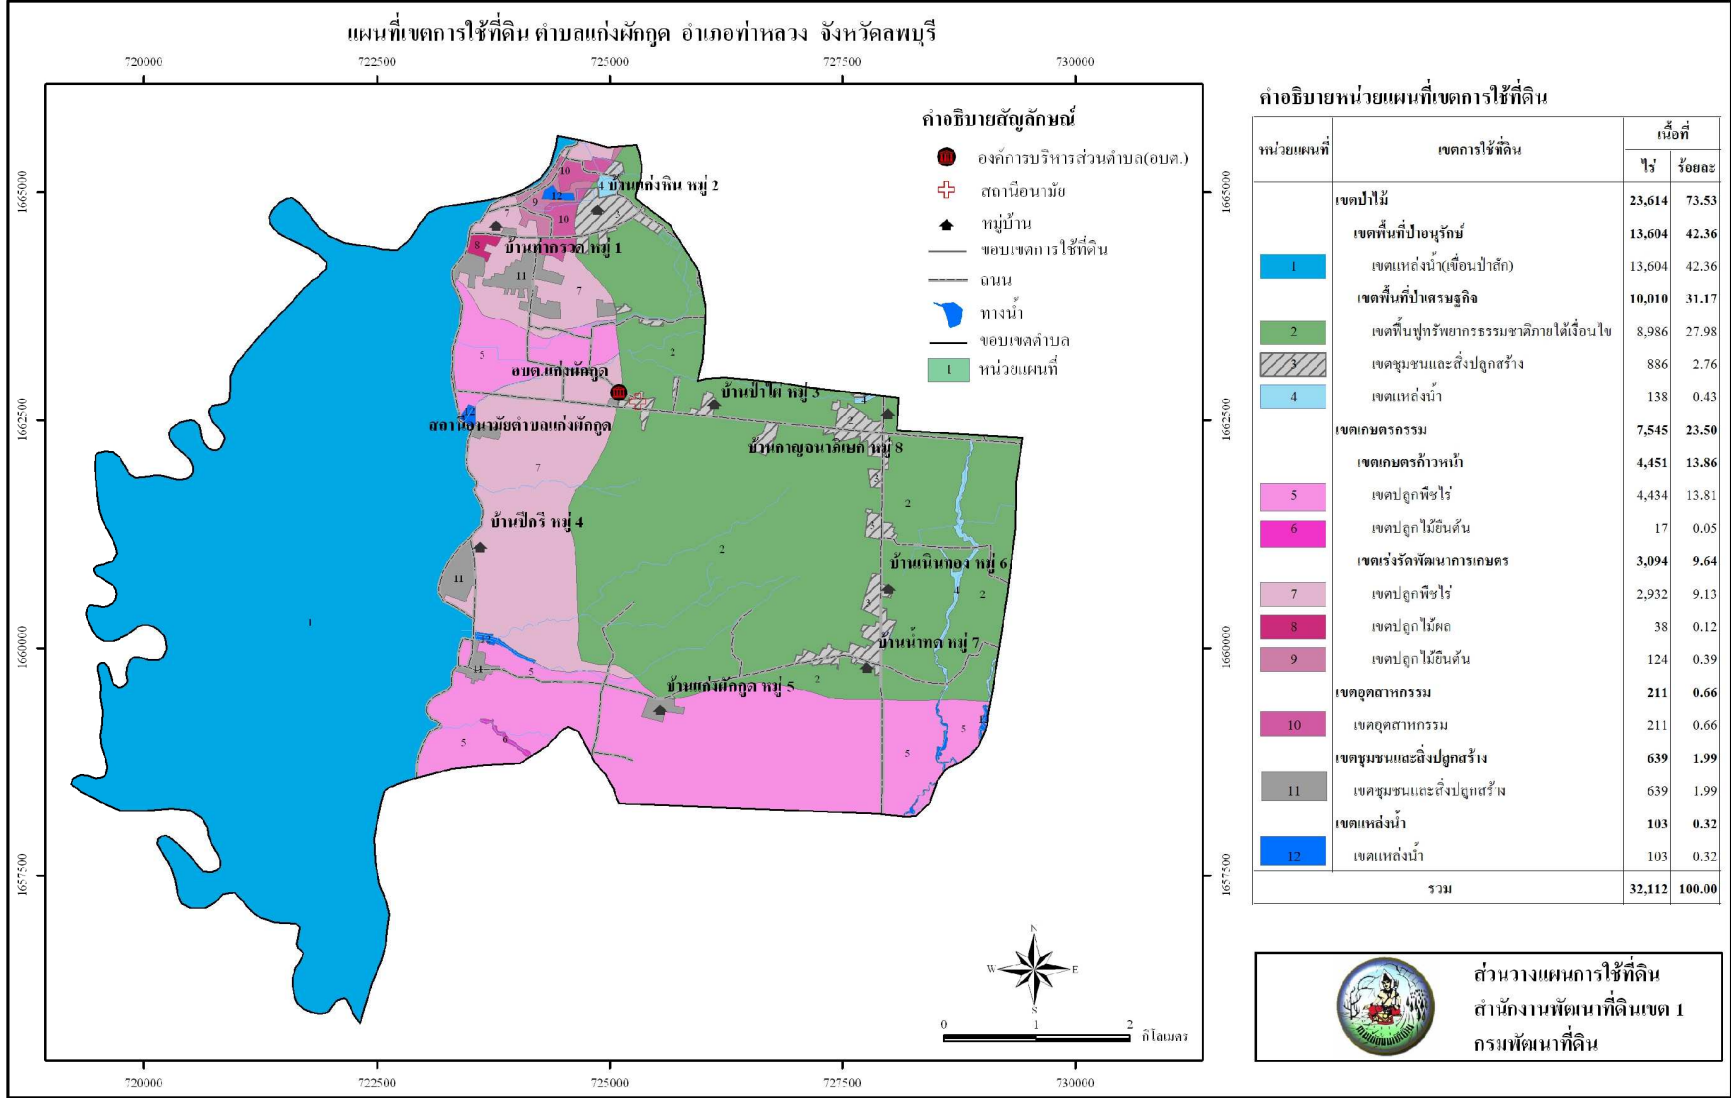 แผนที่เขตการใช้ที่ดิน ตำบลแก่งผักกูด อำเภอท่าหลวง จังหวัดลพบุรี
720000 722500 725000 727500 730000
1665000
1662500
1660000
1657500
คำอธิบายสัญลักษณ์
องค์การบริหารส่วนตำบล(อบต.)
สถานีอนามัย
หมู่บ้าน
ขอบเขตการใช้ที่ดิน
ถนน
ทางน้ำ
ขอบเขตตำบล
1 หน่วยแผนที่
บ้านแก่งหิน หมู่ 2
บ้านท่ากรวด หมู่ 1
อบต.แก่งผักกูด
บ้านป่าไผ่ หมู่ 3
สถานีอนามัยตำบลแก่งผักกูด
บ้านกาญจนาภิเษก หมู่ 8
บ้านปึกรี หมู่ 4
บ้านเนินทอง หมู่ 6
บ้านน้ำทด หมู่ 7
บ้านแก่งผักกูด หมู่ 5
N
W E
S
0 1 2
กิโลเมตร
720000 722500 725000 727500 730000
1665000
1662500
1660000
1657500
คำอธิบายหน่วยแผนที่เขตการใช้ที่ดิน
หน่วยแผนที่ เขตการใช้ที่ดิน เนื้อที่
ไร่ ร้อยละ
เขตป่าไม้ 23,614 73.53
เขตพื้นที่ป่าอนุรักษ์ 13,604 42.36
1 เขตแหล่งน้ำ(เขื่อนป่าสัก) 13,604 42.36
เขตพื้นที่ป่าเศรษฐกิจ 10,010 31.17
2 เขตฟื้นฟูทรัพยากรธรรมชาติภายใต้เงื่อนไข 8,986 27.98
3 เขตชุมชนและสิ่งปลูกสร้าง 886 2.76
4 เขตแหล่งน้ำ 138 0.43
เขตเกษตรกรรม 7,545 23.50
เขตเกษตรก้าวหน้า 4,451 13.86
5 เขตปลูกพืชไร่ 4,434 13.81
6 เขตปลูกไม้ยืนต้น 17 0.05
เขตเร่งรัดพัฒนาการเกษตร 3,094 9.64
7 เขตปลูกพืชไร่ 2,932 9.13
8 เขตปลูกไม้ผล 38 0.12
9 เขตปลูกไม้ยืนต้น 124 0.39
เขตอุตสาหกรรม 211 0.66
10 เขตอุตสาหกรรม 211 0.66
เขตชุมชนและสิ่งปลูกสร้าง 639 1.99
11 เขตชุมชนและสิ่งปลูกสร้าง 639 1.99
เขตแหล่งน้ำ 103 0.32
12 เขตแหล่งน้ำ 103 0.32
รวม 32,112 100.00
ส่วนวางแผนการใช้ที่ดิน
สำนักงานพัฒนาที่ดินเขต 1
กรมพัฒนาที่ดิน